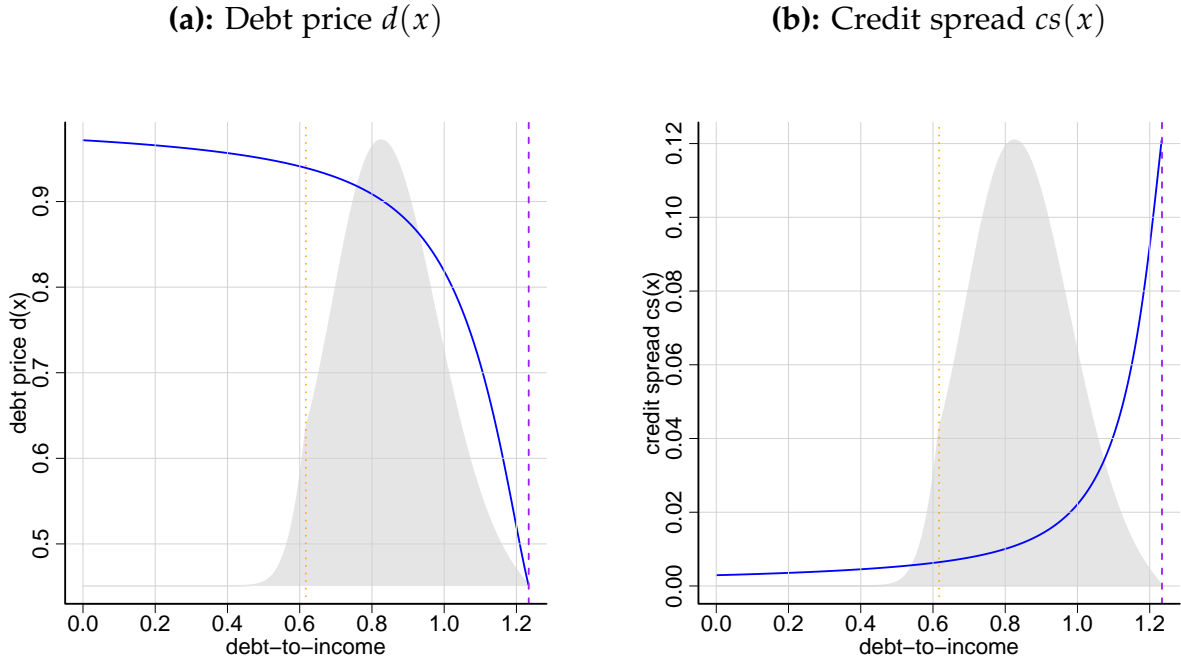 (a): Debt price d(x)
debt price d(x)
0.5 0.6 0.7 0.8 0.9
0.0 0.2 0.4 0.6 0.8 1.0 1.2
debt−to−income
(b): Credit spread cs(x)
credit spread cs(x)
0.00 0.02 0.04 0.06 0.08 0.10 0.12
0.0 0.2 0.4 0.6 0.8 1.0 1.2
debt−to−income